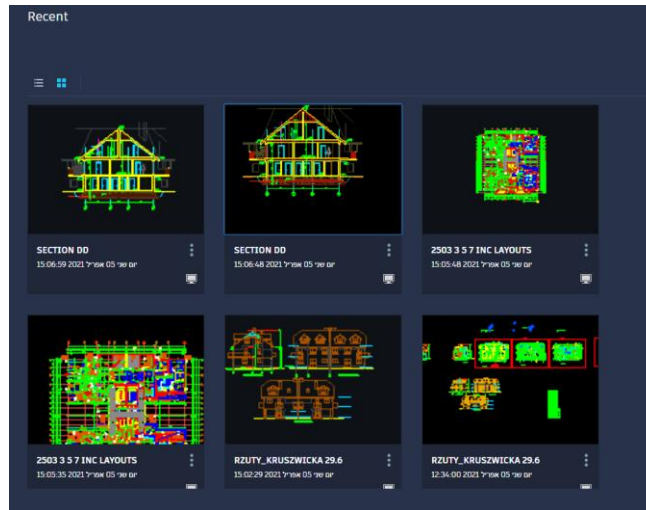 Recent
SECTION DD
יום שני 05 אפריל 2021 15:06:59
SECTION DD
יום שני 05 אפריל 2021 15:06:48
2503 3 5 7 INC LAYOUTS
יום שני 05 אפריל 2021 15:05:48
2503 3 5 7 INC LAYOUTS
יום שני 05 אפריל 2021 15:05:35
RZUTY_KRUSZWICKA 29.6
יום שני 05 אפריל 2021 15:02:29
RZUTY_KRUSZWICKA 29.6
יום שני 05 אפריל 2021 12:34:00